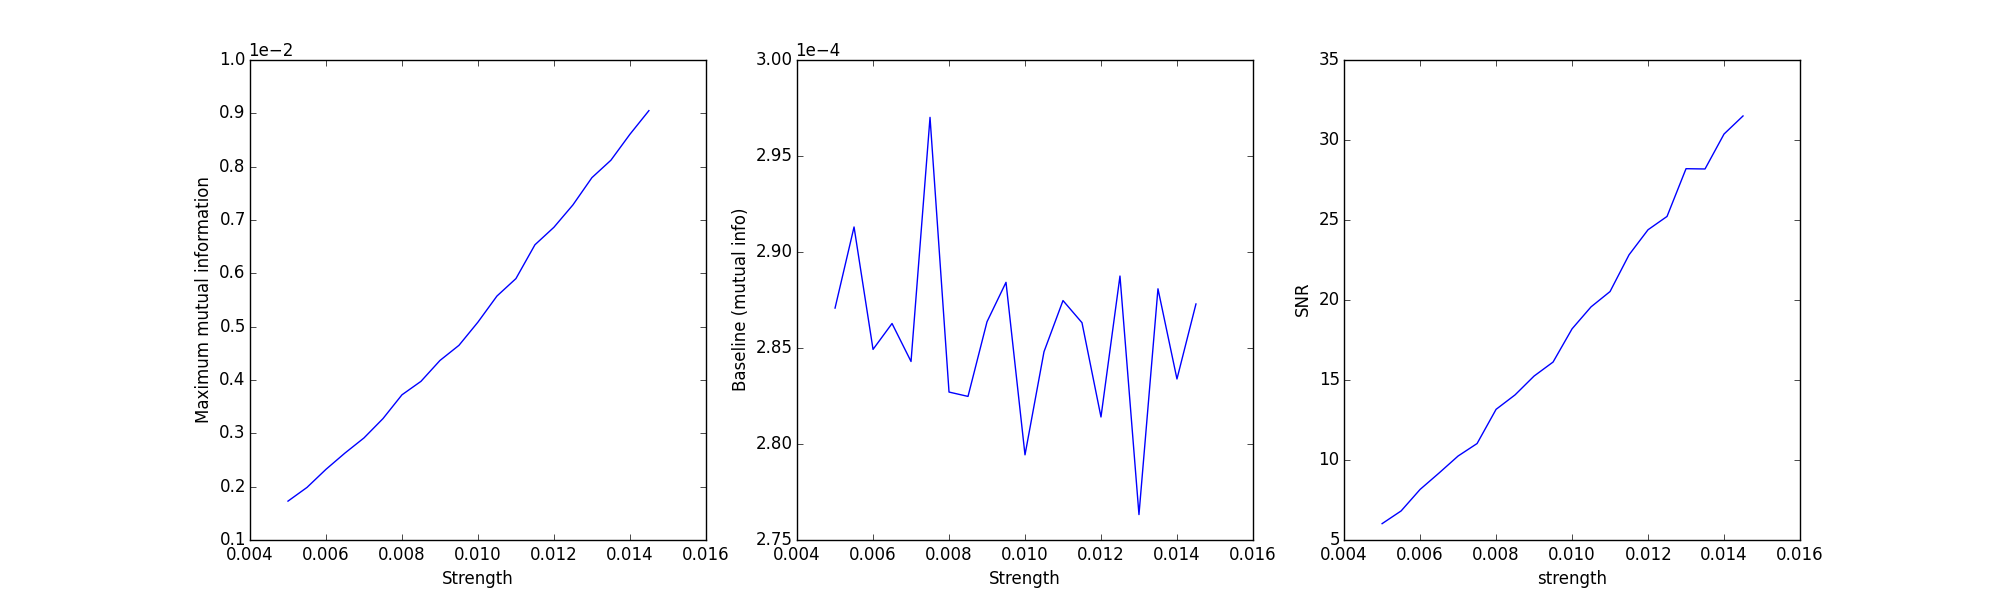 1e−2
1.0
0.9
0.8
0.7
0.6
0.5
0.4
0.3
0.2
0.1
0.004 0.006 0.008 0.010 0.012 0.014 0.016
Strength
Maximum mutual information
1e−4
3.00
2.95
2.90
2.85
2.80
2.75
0.004 0.006 0.008 0.010 0.012 0.014 0.016
Strength
Baseline (mutual info)
35
30
25
20
15
10
5
0.004 0.006 0.008 0.010 0.012 0.014 0.016
strength
SNR